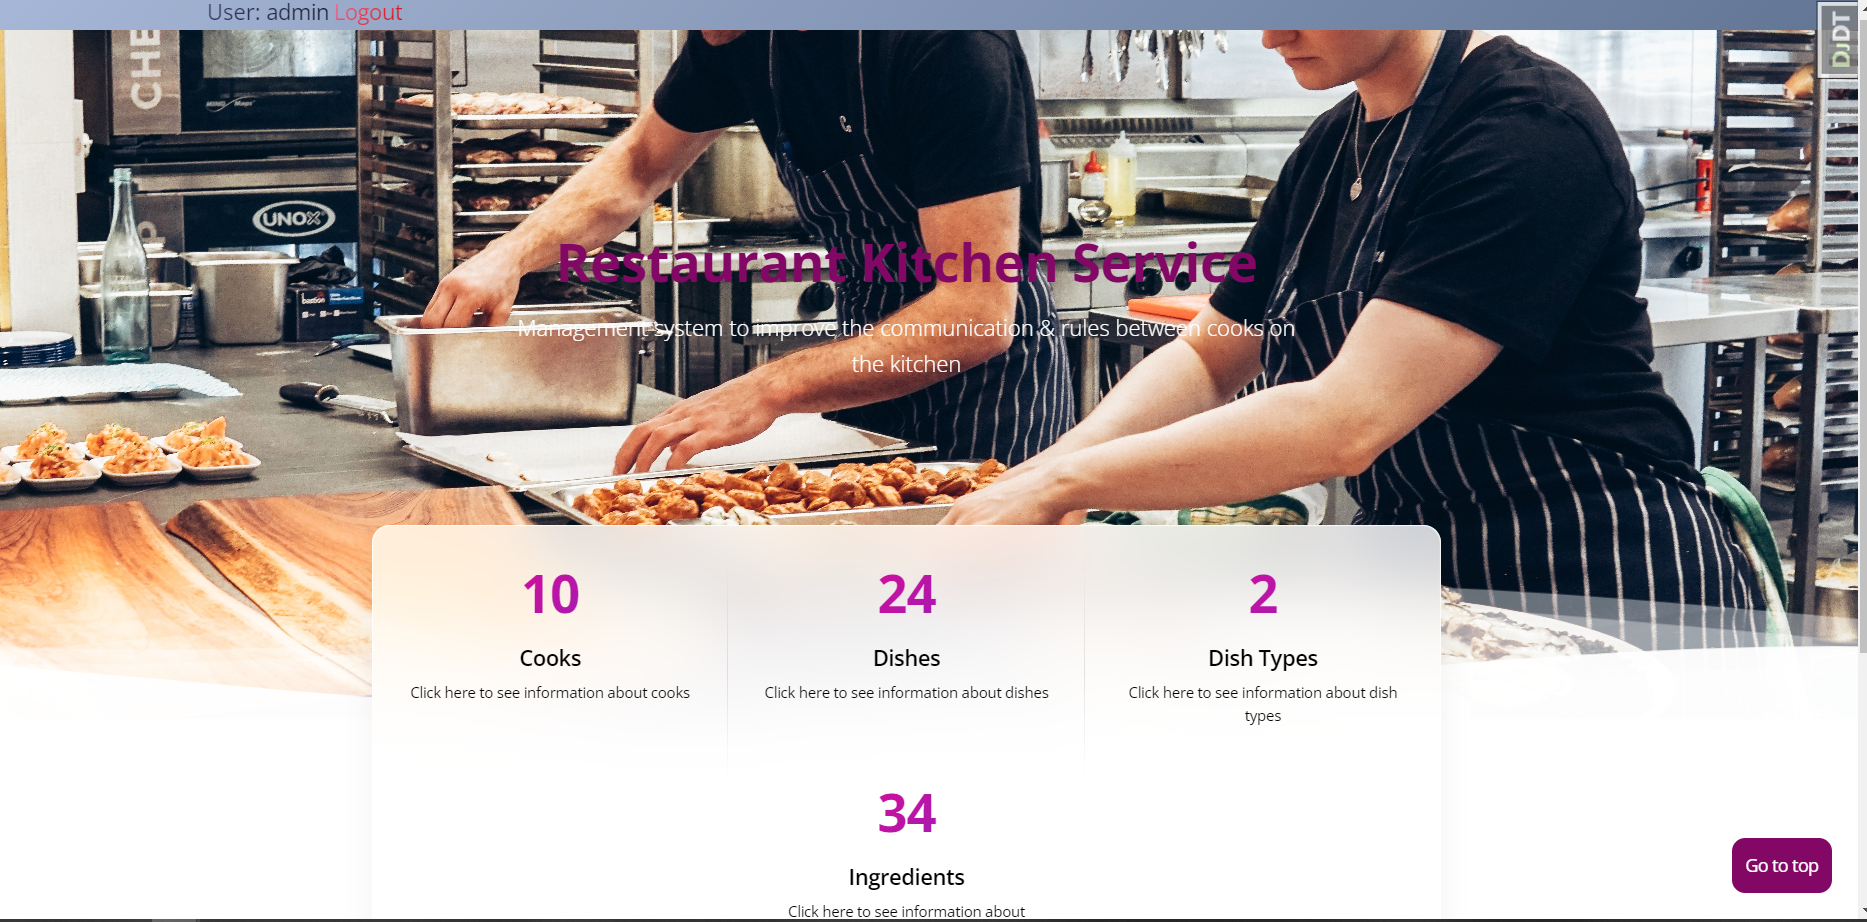 User: admin Logout
DJDT
CHE
UNOX
Restaurant Kitchen Service
Management system to improve the communication & rules between cooks on
the kitchen
10
24
2
Cooks
Dishes
Dish Types
Click here to see information about cooks
Click here to see information about dishes
Click here to see information about dish
types
34
Ingredients
Click here to see information about
Go to top